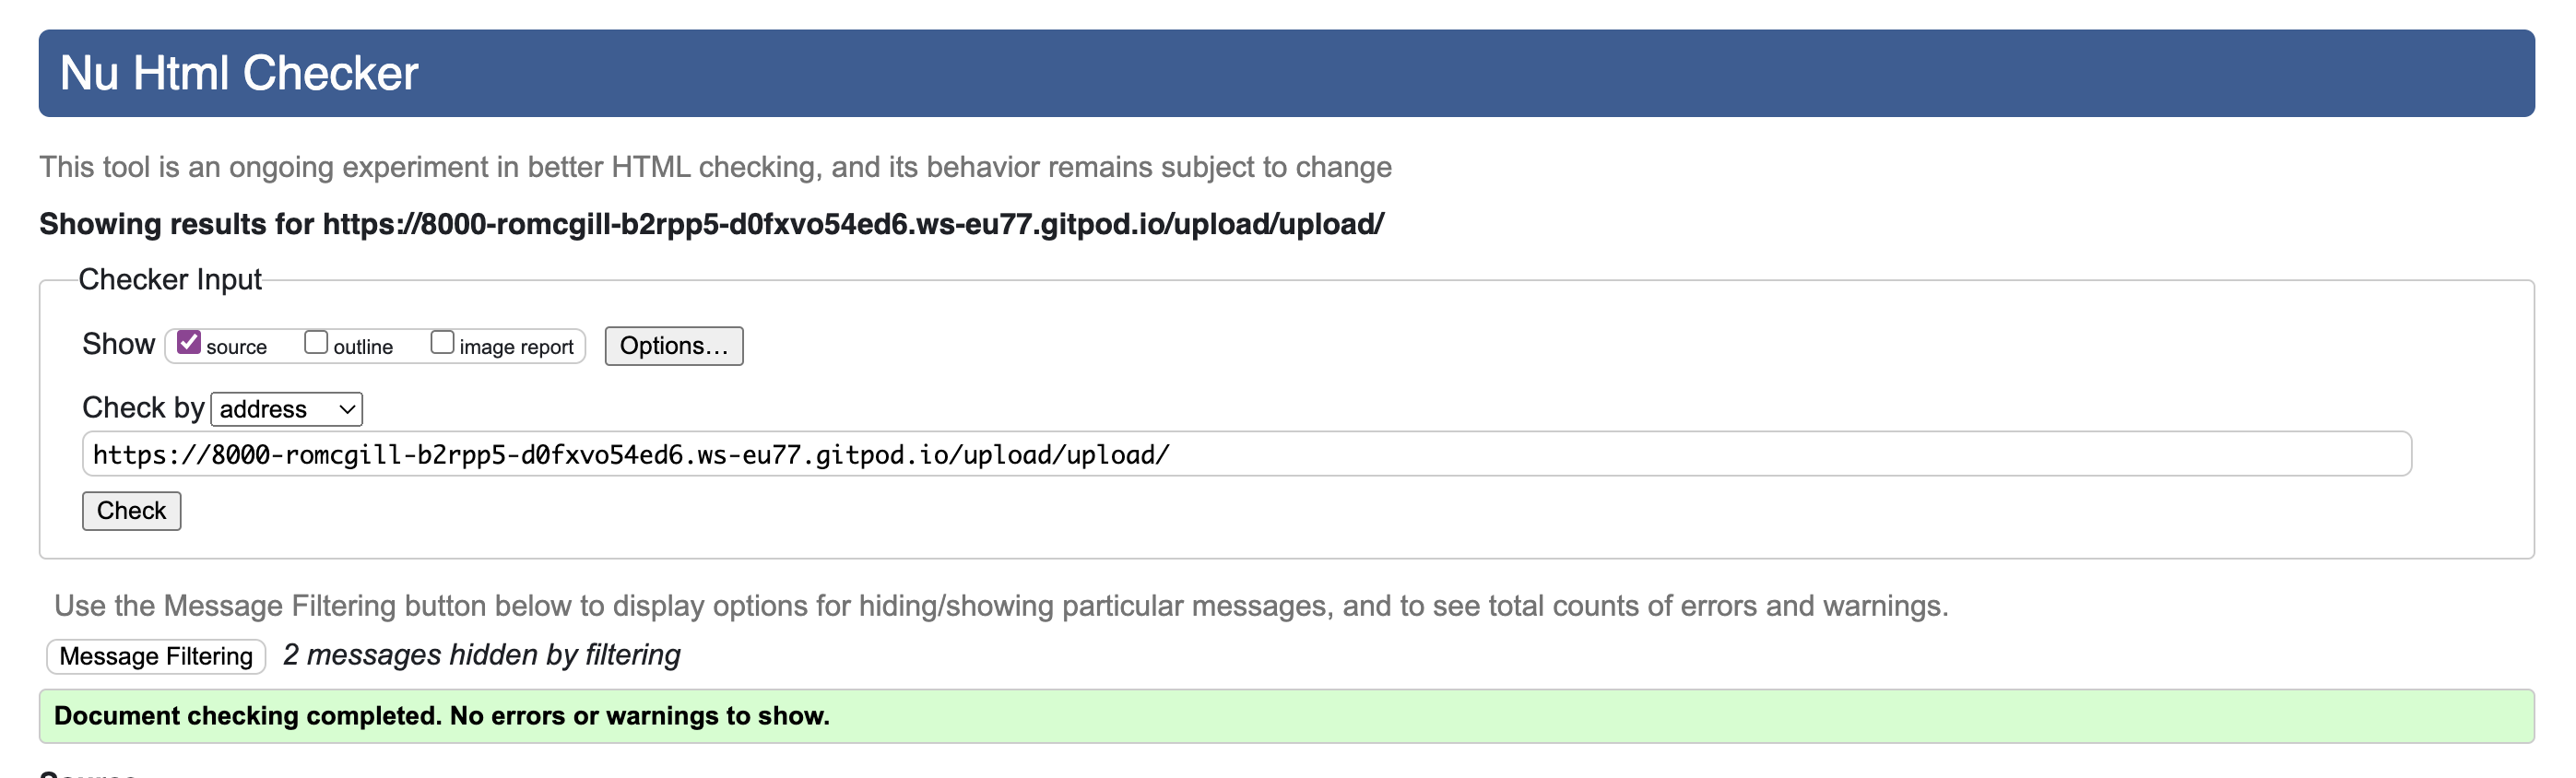 Nu Html Checker
This tool is an ongoing experiment in better HTML checking, and its behavior remains subject to change
Showing results for https://8000-romcgill-b2rpp5-d0fxvo54ed6.ws-eu77.gitpod.io/upload/upload/
Checker Input
Show source outline image report Options...
Check by address
https://8000-romcgill-b2rpp5-d0fxvo54ed6.ws-eu77.gitpod.io/upload/upload/
Check
Use the Message Filtering button below to display options for hiding/showing particular messages, and to see total counts of errors and warnings.
Message Filtering 2 messages hidden by filtering
Document checking completed. No errors or warnings to show.